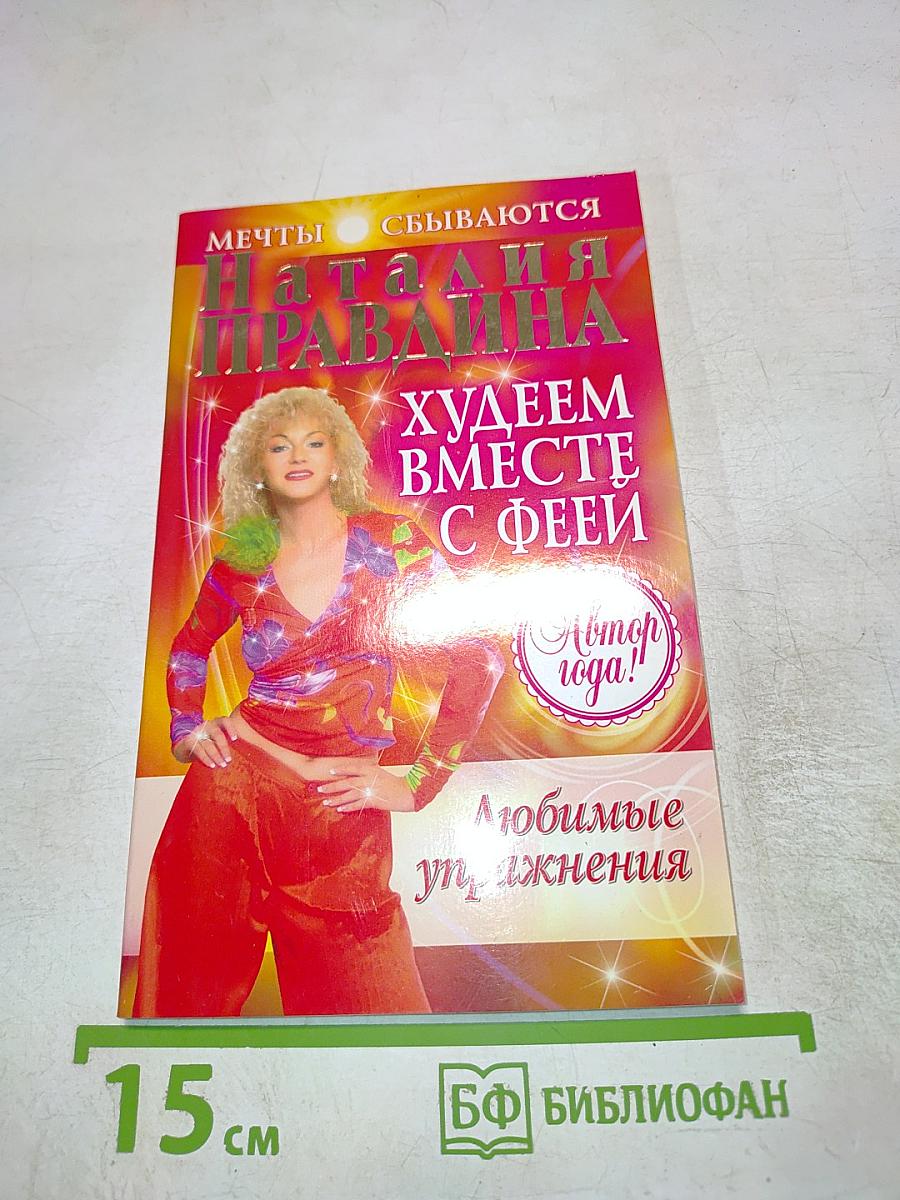 МЕЧТЫ СБЫВАЮТСЯ
Наталия
ПРАВДИНА
ХУДЕЕМ
ВМЕСТЕ
С ФЕЕЙ
Автор
года!
Любимые
упражнения
15 см
БФ БИБЛИОФАН